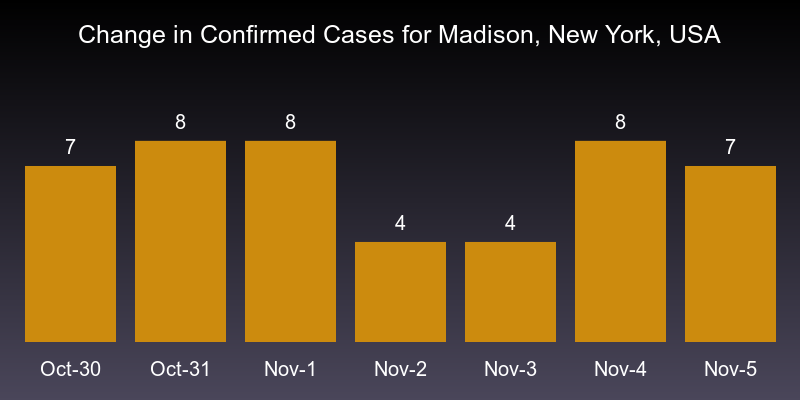 Change in Confirmed Cases for Madison, New York, USA
7 8 8 4 4 8 7
Oct-30 Oct-31 Nov-1 Nov-2 Nov-3 Nov-4 Nov-5